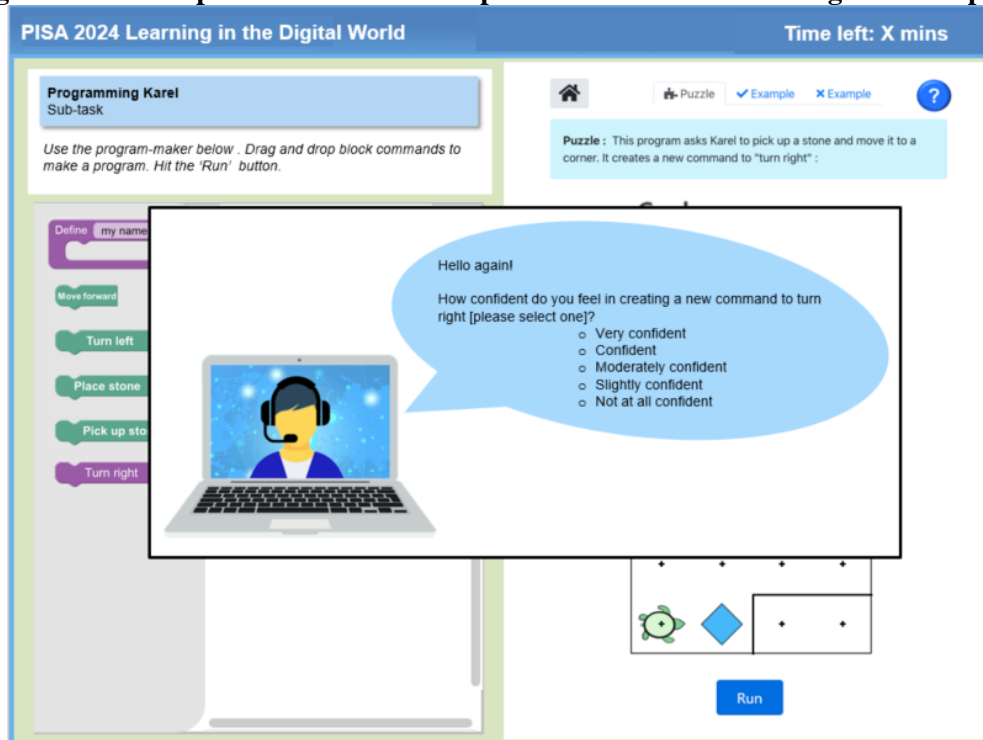 PISA 2024 Learning in the Digital World
Time left: X mins
Programming Karel
Sub-task
Use the program-maker below . Drag and drop block commands to
make a program. Hit the 'Run' button.
Puzzle
Example
Example
?
Puzzle : This program asks Karel to pick up a stone and move it to a
corner. It creates a new command to "turn right" :
Define my name
Move forward
Turn left
Place stone
Pick up sto
Turn right
Hello again!
How confident do you feel in creating a new command to turn
right [please select one]?
Very confident
Confident
Moderately confident
Slightly confident
Not at all confident
Run